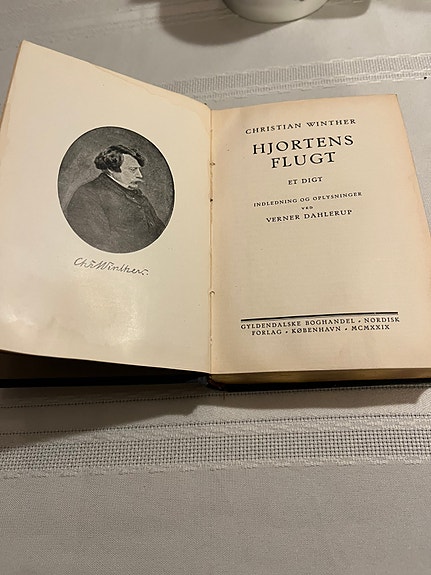 Chr Winther.
CHRISTIAN WINTHER
HJORTENS
FLUGT
ET DIGT
INDLEDNING OG OPLYSNINGER
VED
VERNER DAHLERUP
GYLDENDALSKE BOGHANDEL • NORDISK
FORLAG • KØBENHAVN • MCMXXIX